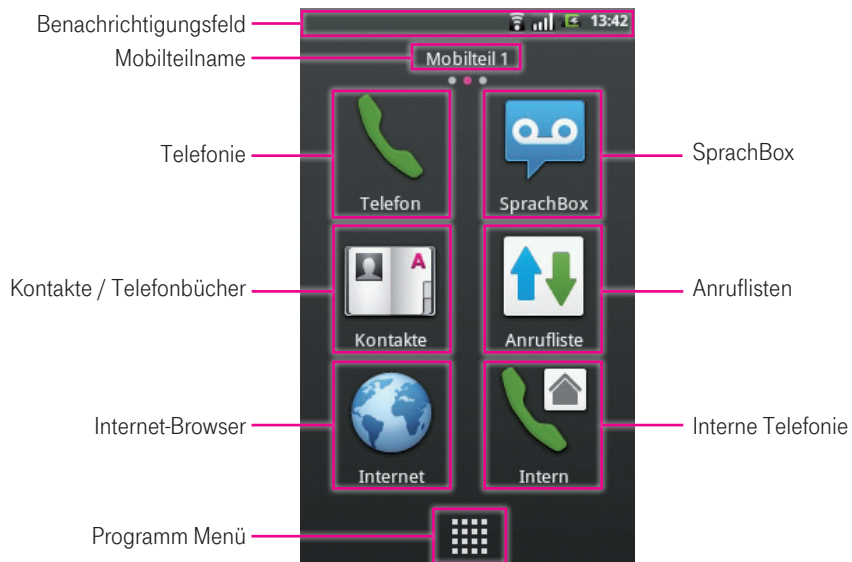 Benachrichtigungsfeld
13:42
Mobilteilname
Mobilteil 1
Telefonie
SprachBox
Telefon
SprachBox
Kontakte / Telefonbücher
A
Anruflisten
Kontakte
Anrufliste
Internet-Browser
Interne Telefonie
Internet
Intern
Programm Menü